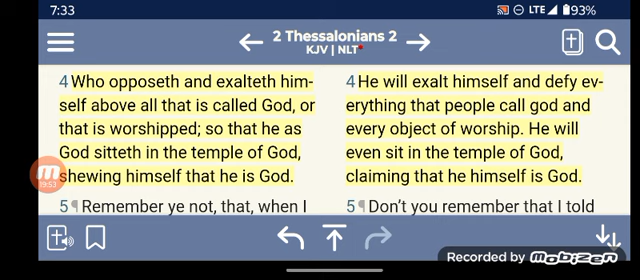 7:33
LTE
93%
2 Thessalonians 2
KJV | NLT
4 Who opposeth and exalteth him-
self above all that is called God, or
that is worshipped; so that he as
God sitteth in the temple of God,
shewing himself that he is God.
5 ¶ Remember ye not, that, when I
4 He will exalt himself and defy ev-
erything that people call god and
every object of worship. He will
even sit in the temple of God,
claiming that he himself is God.
5 ¶ Don't you remember that I told
19:53
Recorded by Mobizen